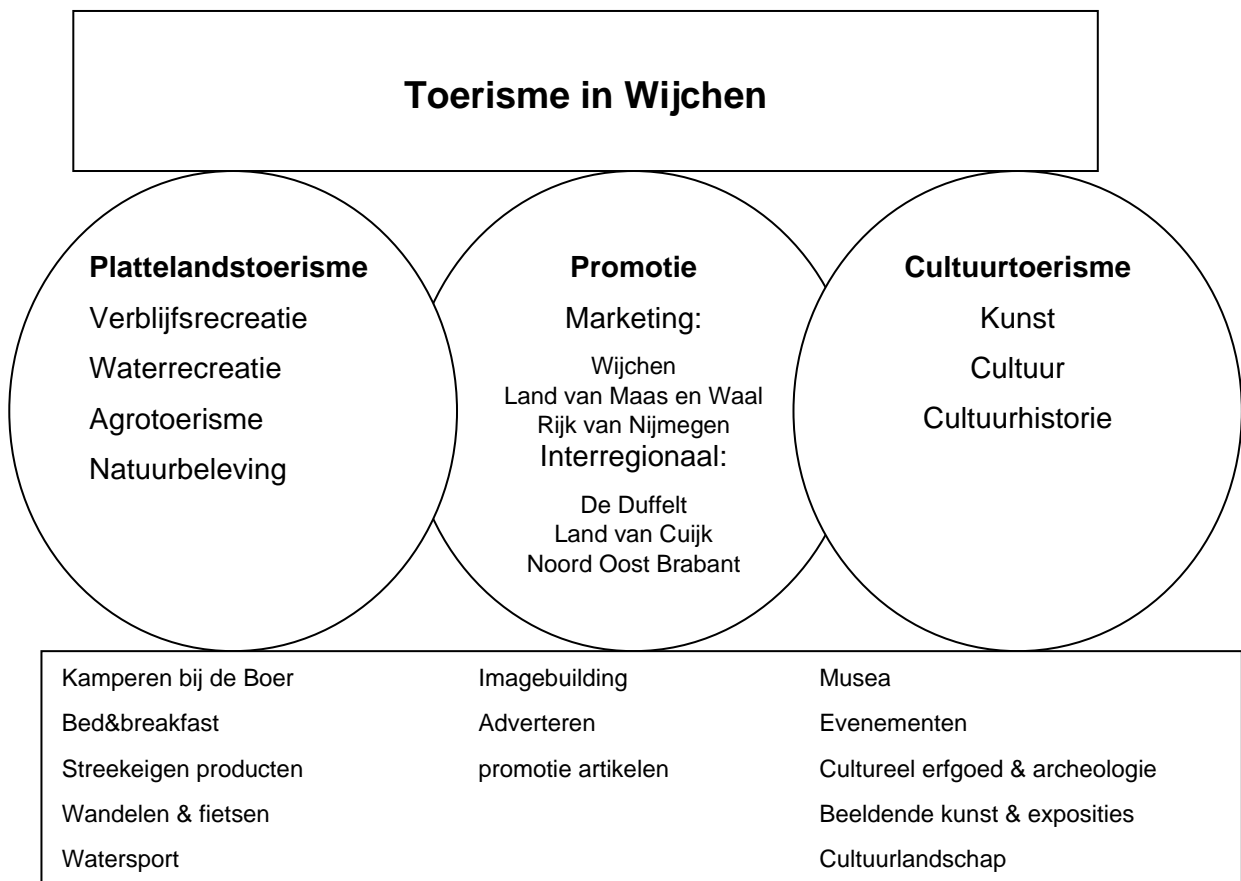 Toerisme in Wijchen
Plattelandstoerisme
Verblijfsrecreatie
Waterrecreatie
Agrotoerisme
Natuurbeleving
Promotie
Marketing:
Wijchen
Land van Maas en Waal
Rijk van Nijmegen
Interregionaal:
De Duffelt
Land van Cuijk
Noord Oost Brabant
Cultuurtoerisme
Kunst
Cultuur
Cultuurhistorie
Kamperen bij de Boer
Bed&breakfast
Streekeigen producten
Wandelen & fietsen
Watersport
Imagebuilding
Adverteren
promotie artikelen
Musea
Evenementen
Cultureel erfgoed & archeologie
Beeldende kunst & exposities
Cultuurlandschap